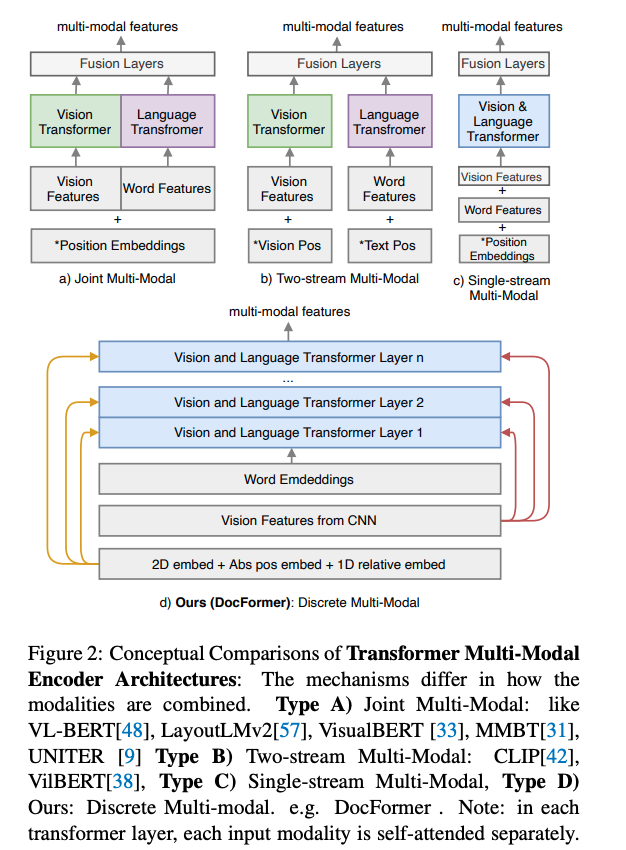 multi-modal features
Fusion Layers
Vision
Transformer
Language
Transfromer
Vision
Features
Word Features
+
*Position Embeddings
a) Joint Multi-Modal
multi-modal features
Fusion Layers
Vision
Transformer
Language
Transfromer
Vision
Features
Word
Features
+
+
*Vision Pos
*Text Pos
b) Two-stream Multi-Modal
multi-modal features
Fusion Layers
Vision &
Language
Transformer
Vision Features
+
Word Features
+
*Position
Embeddings
c) Single-stream
Multi-Modal
multi-modal features
Vision and Language Transformer Layer n
...
Vision and Language Transformer Layer 2
Vision and Language Transformer Layer 1
Word Emdeddings
Vision Features from CNN
2D embed + Abs pos embed + 1D relative embed
d) Ours (DocFormer): Discrete Multi-Modal
Figure 2: Conceptual Comparisons of Transformer Multi-Modal
Encoder Architectures: The mechanisms differ in how the
modalities are combined. Type A) Joint Multi-Modal: like
VL-BERT[48], LayoutLMv2[57], VisualBERT [33], MMBT[31],
UNITER [9] Type B) Two-stream Multi-Modal: CLIP[42],
VilBERT[38], Type C) Single-stream Multi-Modal, Type D)
Ours: Discrete Multi-modal. e.g. DocFormer . Note: in each
transformer layer, each input modality is self-attended separately.